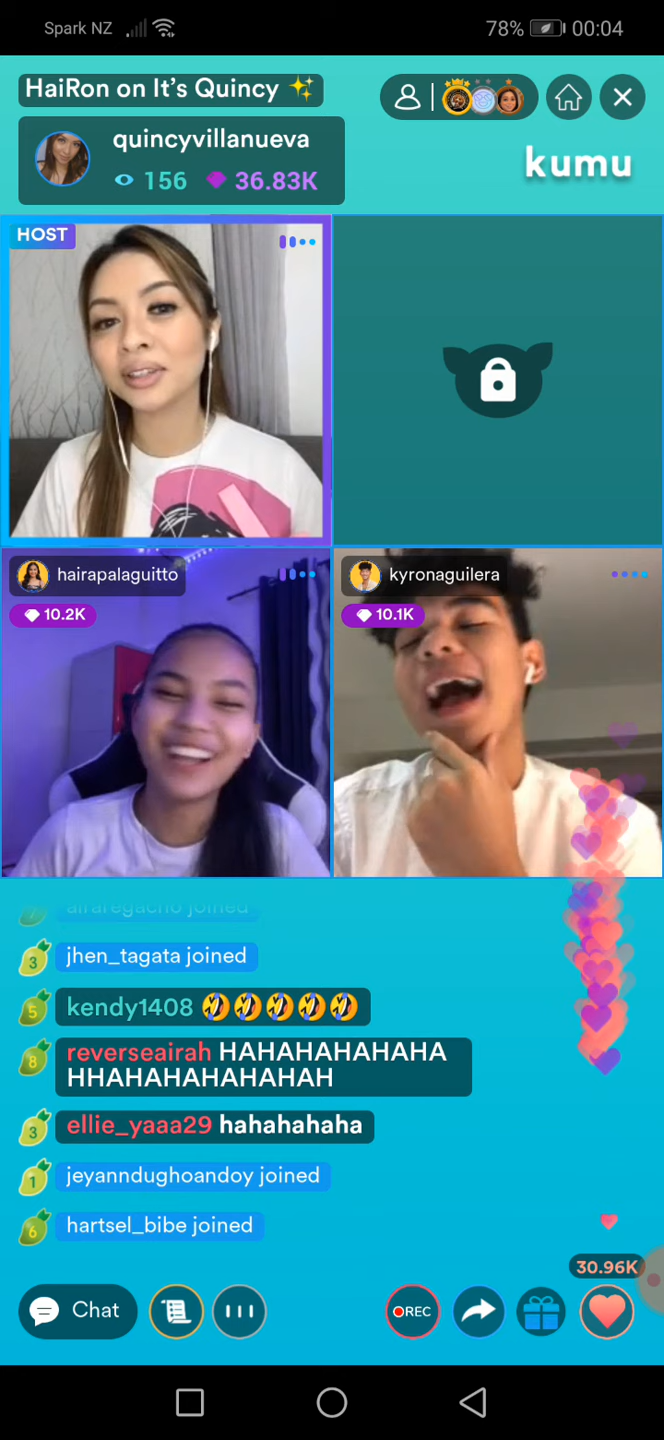 Spark NZ
78%
00:04
HaiRon on It's Quincy ✨
quincyvillanueva
156
36.83K
kumu
HOST
hairapalaguitto
10.2K
kyronaguilera
10.1K
joined
3 jhen_tagata joined
5 kendy1408 🤣🤣🤣🤣🤣
8 reverseairah HAHAHAHAHAHA
HHAHAHAHAHAHAH
3 ellie_yaaa29 hahahahaha
1 jeyanndughoandoy joined
6 hartsel_bibe joined
30.96K
Chat
REC